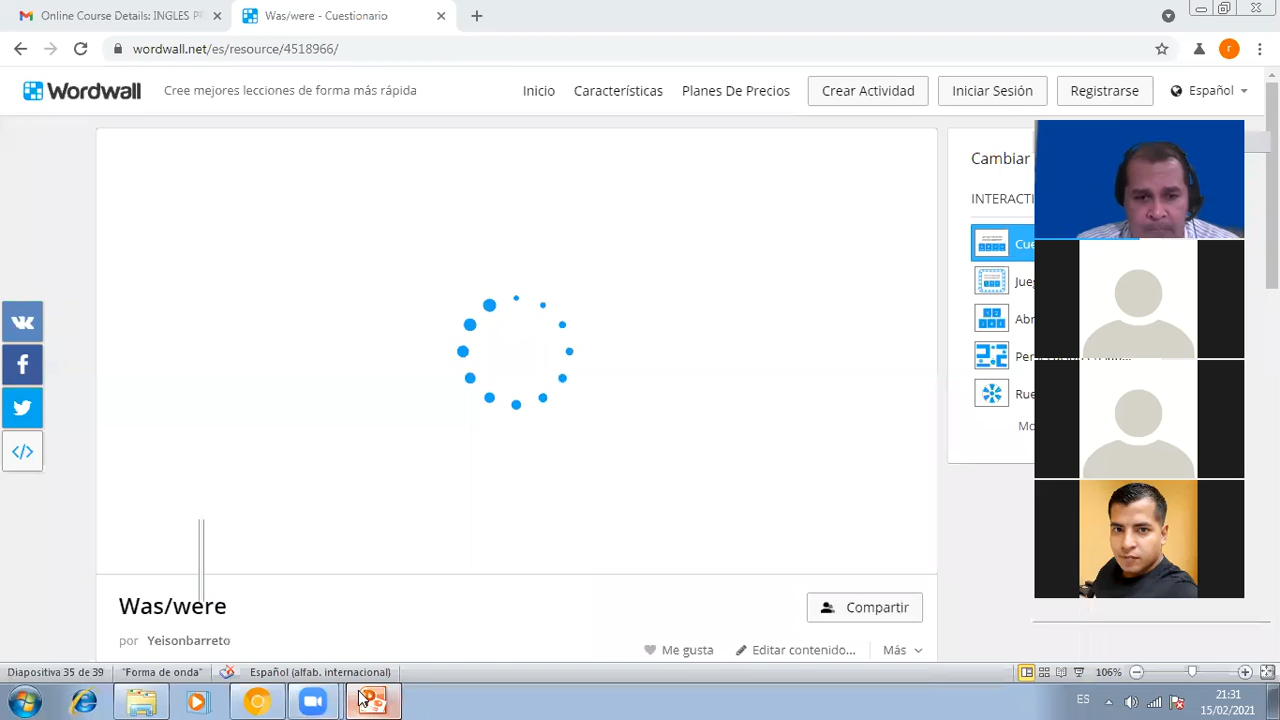 Online Course Details: INGLES P
Was/were - Cuestionario
wordwall.net/es/resource/4518966/
Wordwall
Cree mejores lecciones de forma más rápida
Inicio
Características
Planes De Precios
Crear Actividad
Iniciar Sesión
Registrarse
Español
Cambiar
INTERACTI
Cue
Jueg
Abr
Rue
Mo
f
</>
Was/were
Compartir
por Yeisonbarreto
Me gusta
Editar contenido...
Más
Diapositiva 35 de 39
"Forma de onda"
Español (alfab. internacional)
106%
ES
21:31
15/02/2021